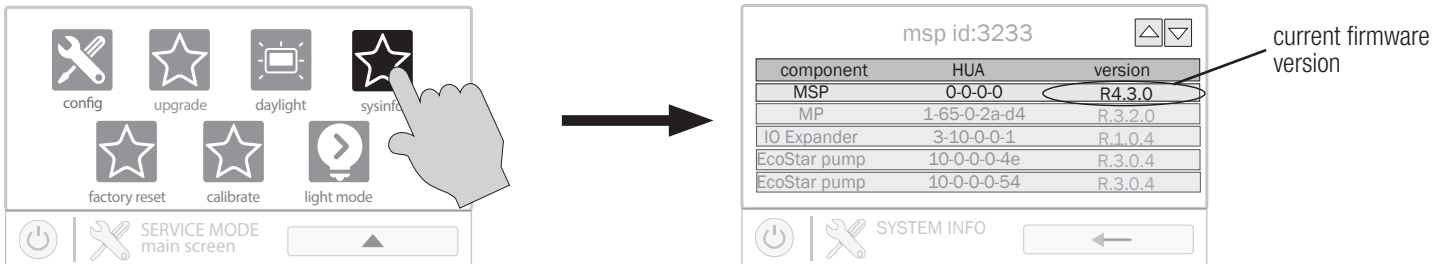 config
upgrade
daylight
sysinfo
factory reset
calibrate
light mode
SERVICE MODE
main screen
msp id:3233
component HUA version
MSP 0-0-0-0 R4.3.0
MP 1-65-0-2a-d4 R.3.2.0
IO Expander 3-10-0-0-1 R.1.0.4
EcoStar pump 10-0-0-0-4e R.3.0.4
EcoStar pump 10-0-0-0-54 R.3.0.4
SYSTEM INFO
current firmware
version